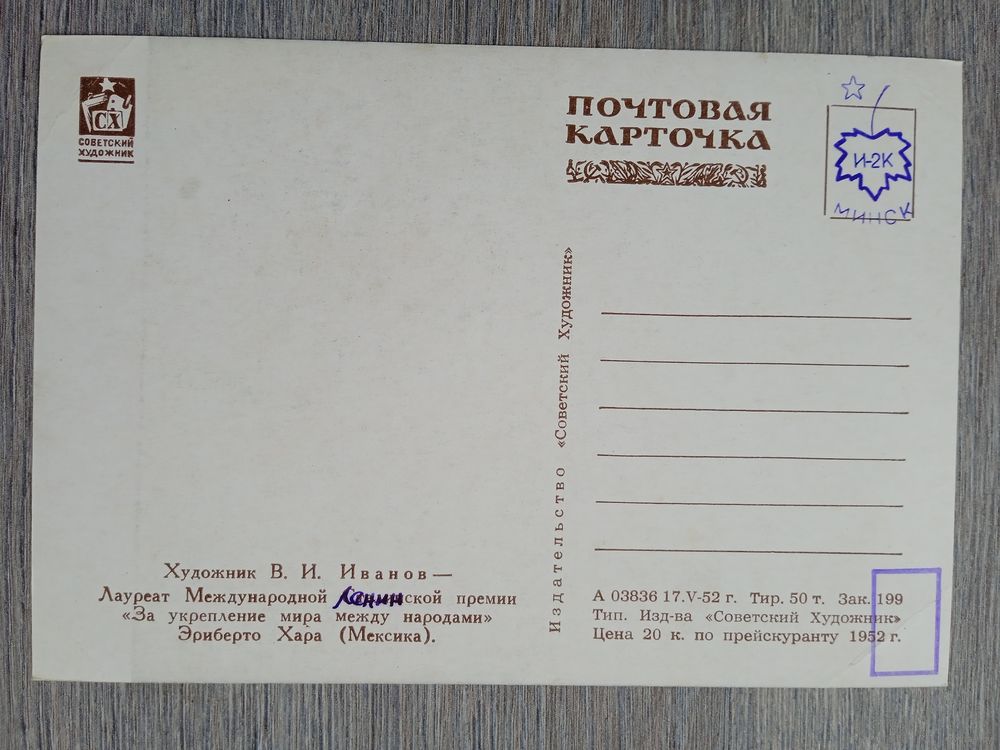 СХ
СОВЕТСКИЙ
ХУДОЖНИК
ПОЧТОВАЯ
КАРТОЧКА
И-2К
МИНСК
Издательство «Советский Художник»
Художник В. И. Иванов —
Лауреат Международной Ленинской премии
«За укрепление мира между народами»
Эриберто Хара (Мексика).
А 03836 17.V-52 г. Тир. 50 т. Зак. 199
Тип. Изд-ва «Советский Художник»
Цена 20 к. по прейскуранту 1952 г.